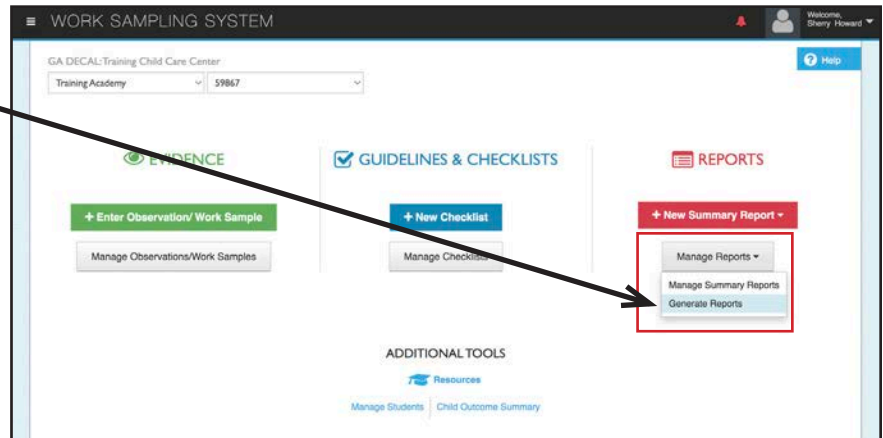 WORK SAMPLING SYSTEM
Welcome,
Sherry Howard
GA DECAL:Training Child Care Center
Help
Training Academy
59867
EVIDENCE
GUIDELINES & CHECKLISTS
REPORTS
+ Enter Observation/ Work Sample
+ New Checklist
+ New Summary Report
Manage Observations/Work Samples
Manage Checklists
Manage Reports
Manage Summary Reports
Generate Reports
ADDITIONAL TOOLS
Resources
Manage Students
Child Outcome Summary